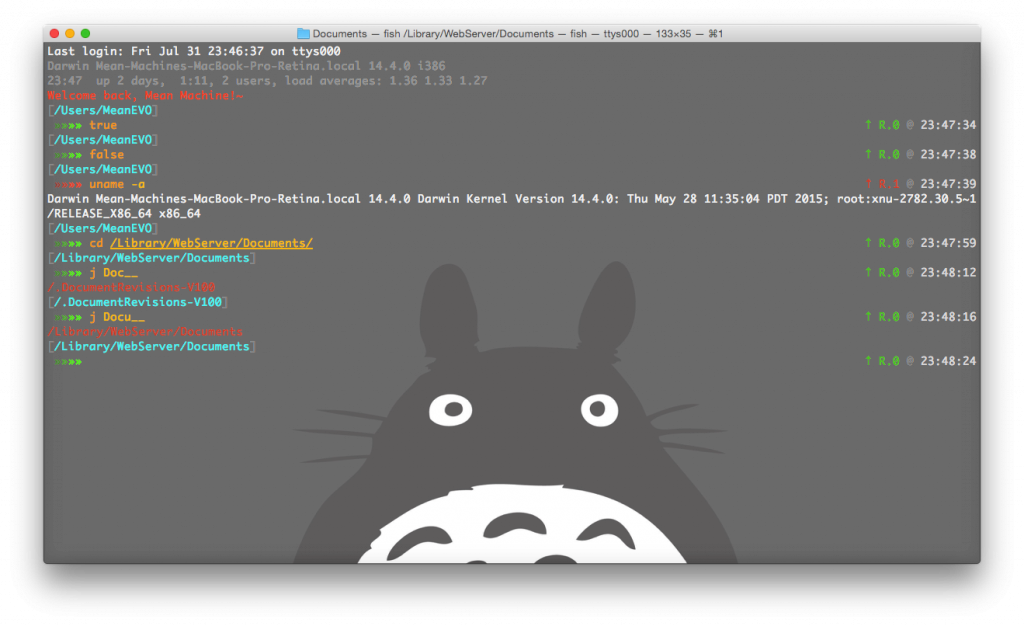 Documents — fish /Library/WebServer/Documents — fish — ttys000 — 133×35 — ⌘1
Last login: Fri Jul 31 23:46:37 on ttys000
Darwin Mean-Machines-MacBook-Pro-Retina.local 14.4.0 i386
23:47  up 2 days,  1:11, 2 users, load averages: 1.36 1.33 1.27
Welcome back, Mean Machine!~
[/Users/MeanEVO]
»»»» true ↑ R.0 @ 23:47:34
[/Users/MeanEVO]
»»»» false ↑ R.0 @ 23:47:38
[/Users/MeanEVO]
»»»» uname -a ↑ R.1 @ 23:47:39
Darwin Mean-Machines-MacBook-Pro-Retina.local 14.4.0 Darwin Kernel Version 14.4.0: Thu May 28 11:35:04 PDT 2015; root:xnu-2782.30.5~1
/RELEASE_X86_64 x86_64
[/Users/MeanEVO]
»»»» cd /Library/WebServer/Documents/ ↑ R.0 @ 23:47:59
[/Library/WebServer/Documents]
»»»» j Doc__ ↑ R.0 @ 23:48:12
/.DocumentRevisions-V100
[/.DocumentRevisions-V100]
»»»» j Docu__ ↑ R.0 @ 23:48:16
/Library/WebServer/Documents
[/Library/WebServer/Documents]
»»»» ↑ R.0 @ 23:48:24